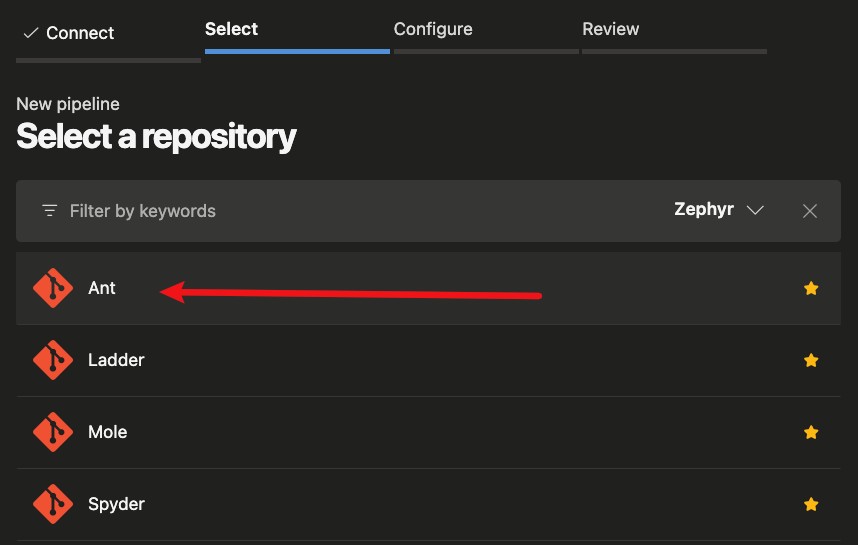 Connect Select Configure Review
New pipeline
Select a repository
Filter by keywords Zephyr
Ant
Ladder
Mole
Spyder